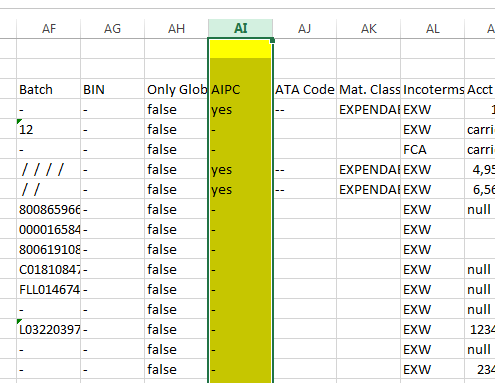 AF AG AH AI AJ AK AL
Batch BIN Only Glob AIPC ATA Code Mat. Class Incoterms Acct
- - false yes -- EXPENDA EXW 1
12 - false - EXW carri
- - false - FCA carri
/ / / / - false yes -- EXPENDA EXW 4,95
/ / - false yes -- EXPENDA EXW 6,56
800865966 - false - EXW null
000016584 - false - EXW
800619108 - false - EXW
C01810847 - false - EXW null
FLL014674 - false - EXW null
- - false - EXW null
L03220397 - false - EXW 1234
- - false - EXW null
- - false - EXW 234